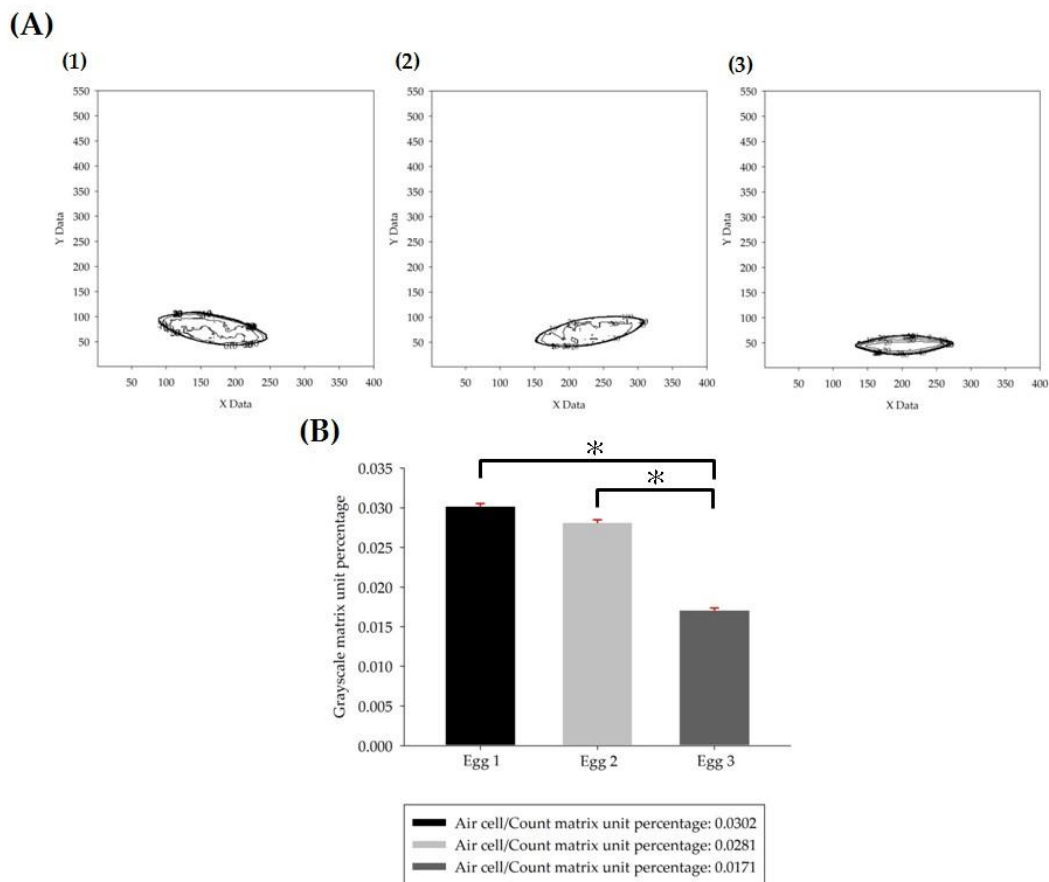 (A)
(1)
(2)
(3)
550
500
450
400
350
300
250
200
150
100
50
Y Data
50 100 150 200 250 300 350 400
X Data
550
500
450
400
350
300
250
200
150
100
50
Y Data
50 100 150 200 250 300 350 400
X Data
550
500
450
400
350
300
250
200
150
100
50
Y Data
50 100 150 200 250 300 350 400
X Data
(B)
*
*
0.035
0.030
0.025
0.020
0.015
0.010
0.005
0.000
Grayscale matrix unit percentage
Egg 1 Egg 2 Egg 3
Air cell/Count matrix unit percentage: 0.0302
Air cell/Count matrix unit percentage: 0.0281
Air cell/Count matrix unit percentage: 0.0171